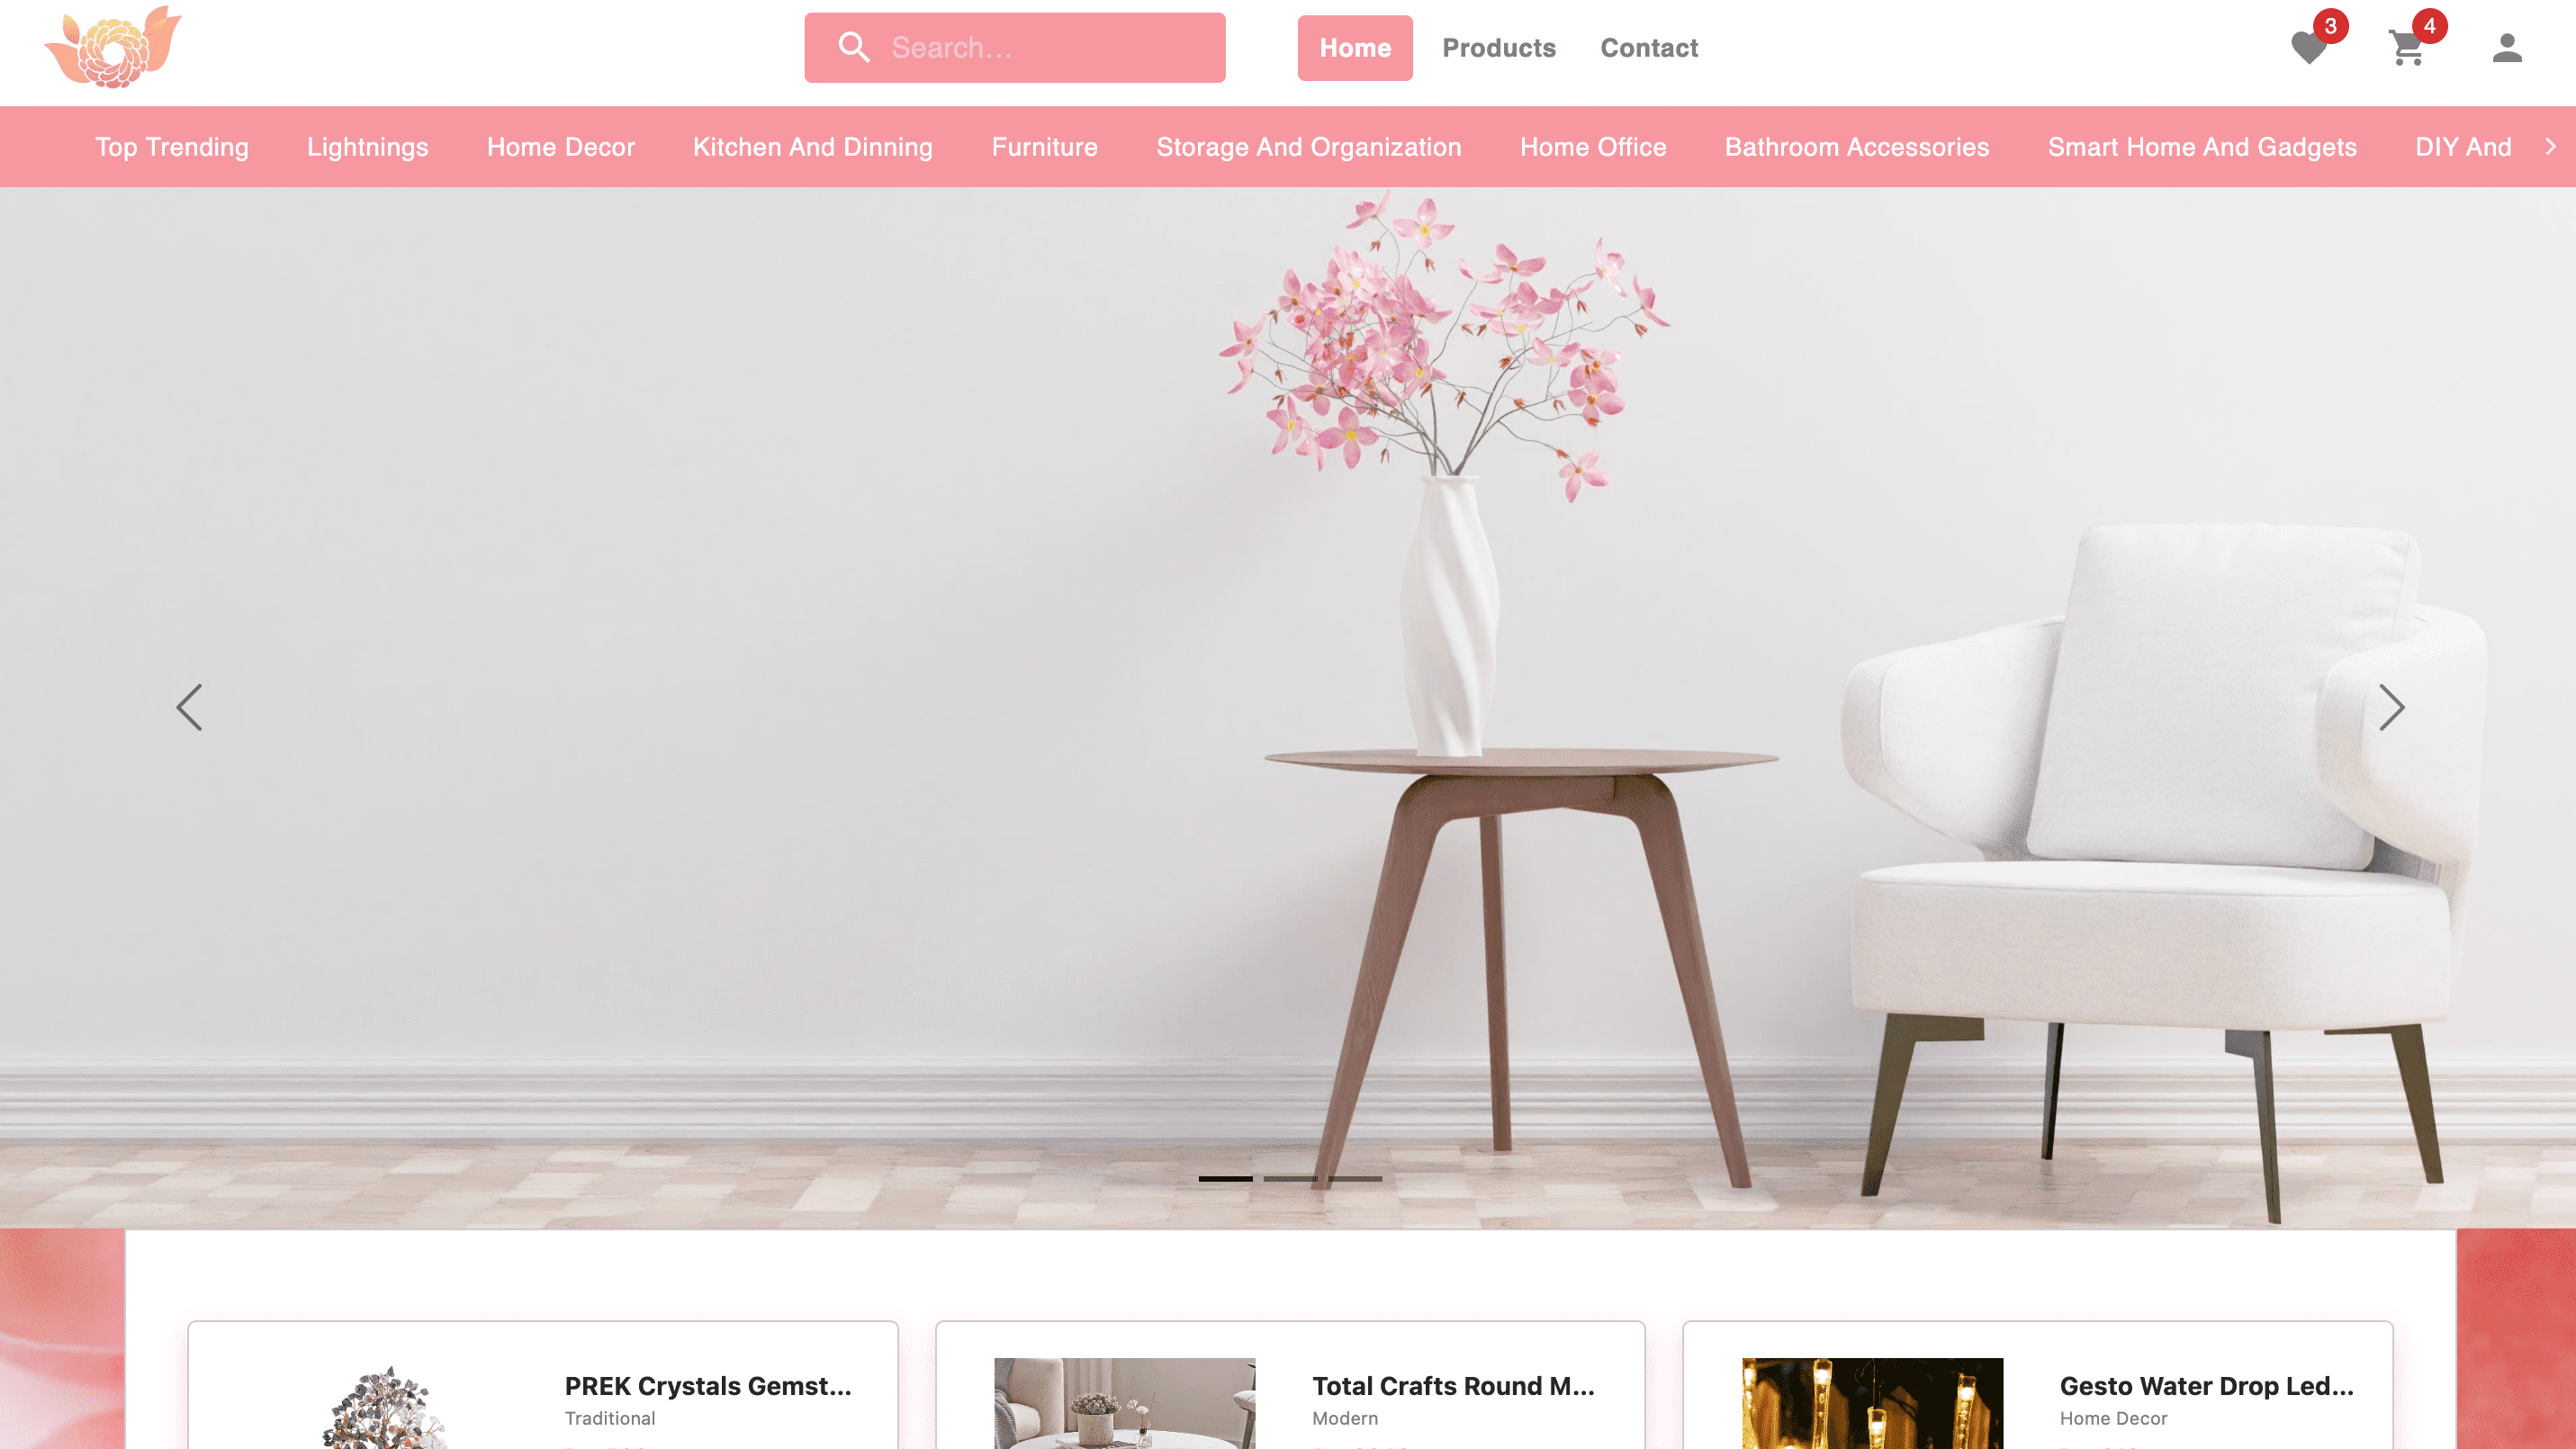 Search…
Home Products Contact
3
4
Top Trending Lightnings Home Decor Kitchen And Dinning Furniture Storage And Organization Home Office Bathroom Accessories Smart Home And Gadgets DIY And
PREK Crystals Gemst...
Traditional
Total Crafts Round M...
Modern
Gesto Water Drop Led...
Home Decor